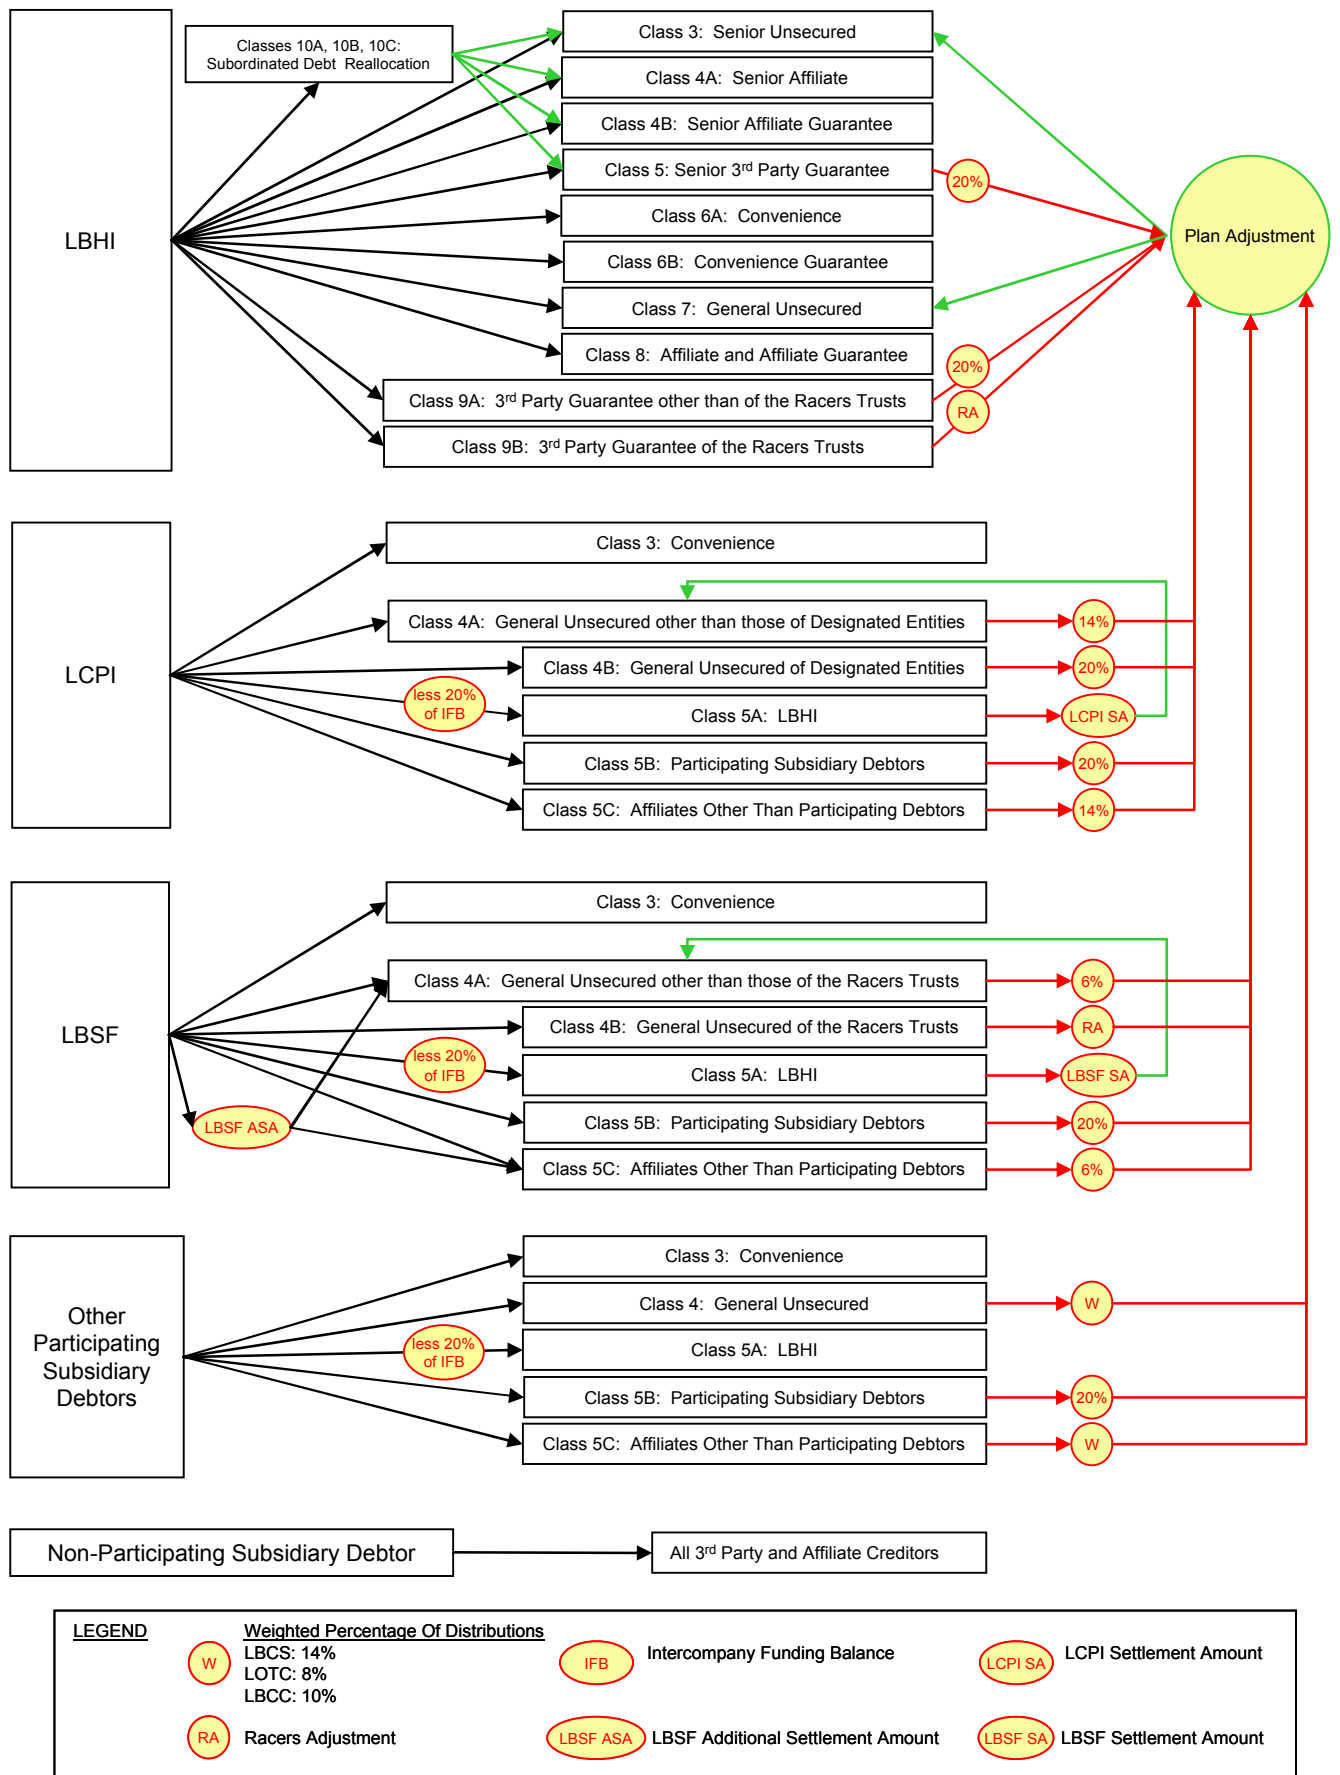 LBHI
Classes 10A, 10B, 10C:
Subordinated Debt Reallocation
Class 3: Senior Unsecured
Class 4A: Senior Affiliate
Class 4B: Senior Affiliate Guarantee
Class 5: Senior 3rd Party Guarantee
20%
Class 6A: Convenience
Class 6B: Convenience Guarantee
Class 7: General Unsecured
Class 8: Affiliate and Affiliate Guarantee
20%
Class 9A: 3rd Party Guarantee other than of the Racers Trusts
RA
Class 9B: 3rd Party Guarantee of the Racers Trusts
Plan Adjustment
LCPI
Class 3: Convenience
Class 4A: General Unsecured other than those of Designated Entities
14%
Class 4B: General Unsecured of Designated Entities
20%
less 20%
of IFB
Class 5A: LBHI
LCPI SA
Class 5B: Participating Subsidiary Debtors
20%
Class 5C: Affiliates Other Than Participating Debtors
14%
LBSF
Class 3: Convenience
Class 4A: General Unsecured other than those of the Racers Trusts
6%
Class 4B: General Unsecured of the Racers Trusts
RA
less 20%
of IFB
Class 5A: LBHI
LBSF SA
LBSF ASA
Class 5B: Participating Subsidiary Debtors
20%
Class 5C: Affiliates Other Than Participating Debtors
6%
Other
Participating
Subsidiary
Debtors
Class 3: Convenience
Class 4: General Unsecured
W
less 20%
of IFB
Class 5A: LBHI
Class 5B: Participating Subsidiary Debtors
20%
Class 5C: Affiliates Other Than Participating Debtors
W
Non-Participating Subsidiary Debtor
All 3rd Party and Affiliate Creditors
LEGEND
W
Weighted Percentage Of Distributions
LBCS: 14%
LOTC: 8%
LBCC: 10%
IFB
Intercompany Funding Balance
LCPI SA
LCPI Settlement Amount
RA
Racers Adjustment
LBSF ASA
LBSF Additional Settlement Amount
LBSF SA
LBSF Settlement Amount